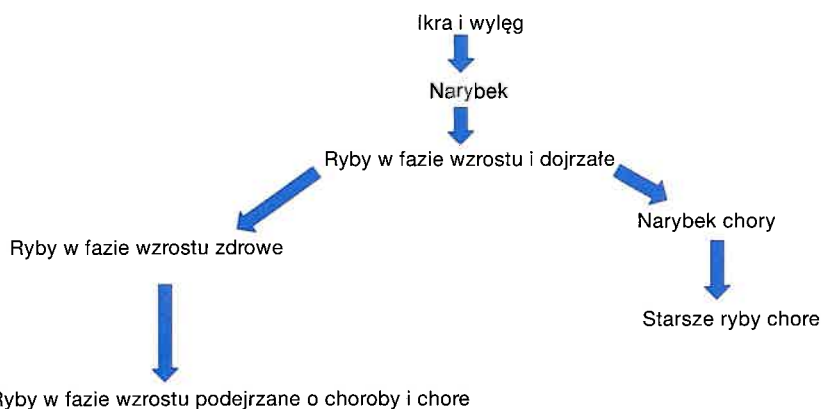 Ikra i wylęg
Narybek
Ryby w fazie wzrostu i dojrzałe
Narybek chory
Ryby w fazie wzrostu zdrowe
Starsze ryby chore
Ryby w fazie wzrostu podejrzane o choroby i chore